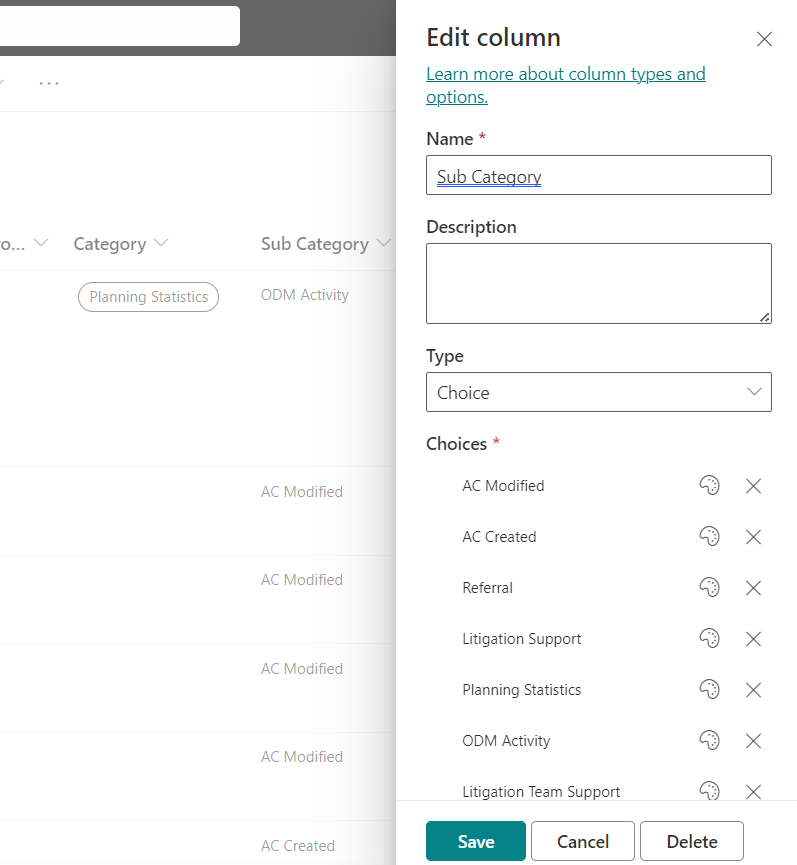 Edit column
Learn more about column types and
options.
Name *
Sub Category
Description
Type
Choice
Choices *
AC Modified
AC Created
Referral
Litigation Support
Planning Statistics
ODM Activity
Litigation Team Support
Save Cancel Delete
...
ro... Category Sub Category
Planning Statistics ODM Activity
AC Modified
AC Modified
AC Modified
AC Modified
AC Created